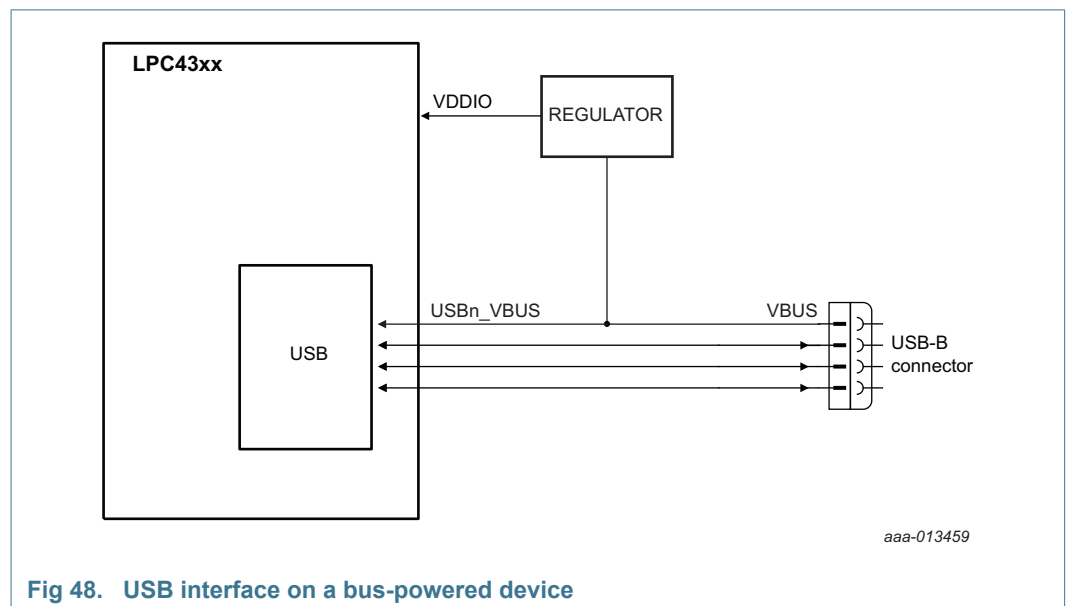 LPC43xx
VDDIO
REGULATOR
USBn_VBUS
VBUS
USB
USB-B
connector
aaa-013459
Fig 48. USB interface on a bus-powered device